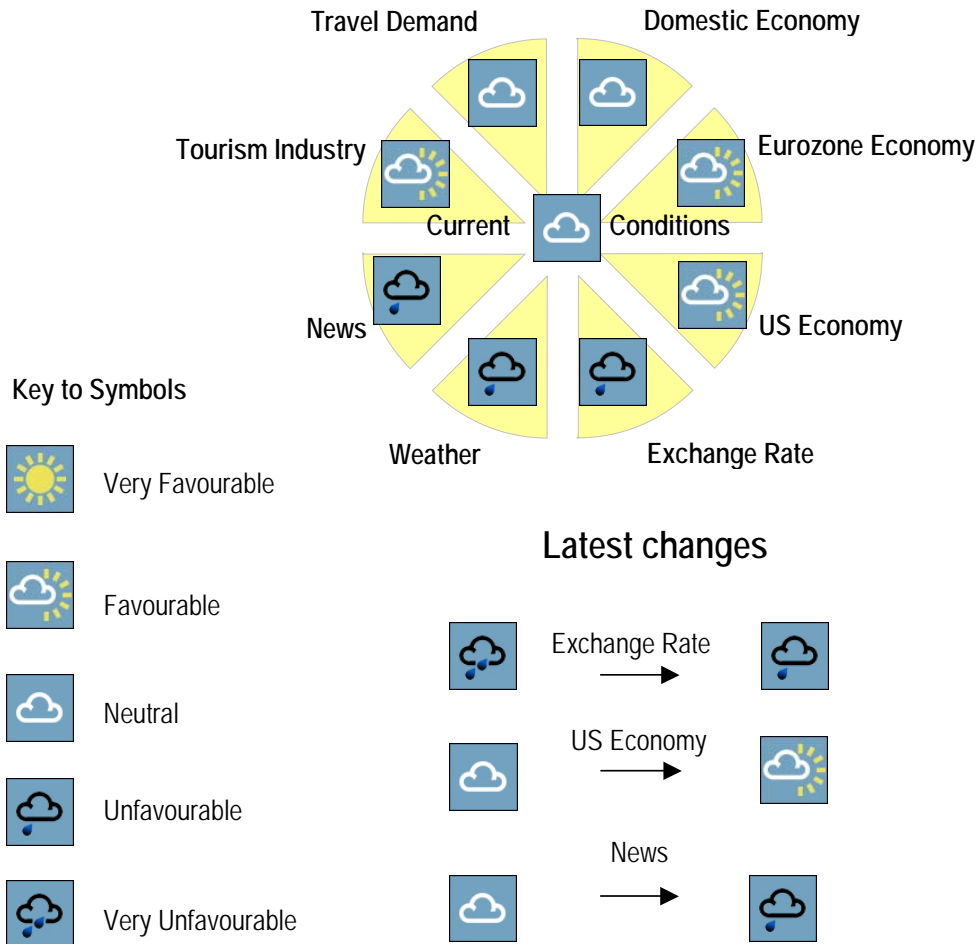 Travel Demand
Domestic Economy
Tourism Industry
Eurozone Economy
Current
Conditions
News
US Economy
Key to Symbols
Weather
Exchange Rate
Very Favourable
Latest changes
Favourable
Exchange Rate
Neutral
US Economy
Unfavourable
News
Very Unfavourable